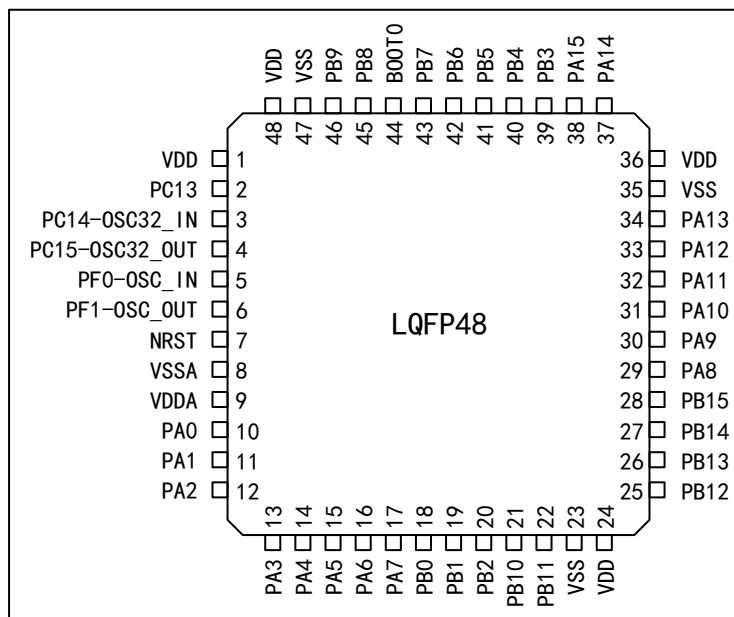 VDD VSS PB9 PB8 BOOT0 PB7 PB6 PB5 PB4 PB3 PA15 PA14
48 47 46 45 44 43 42 41 40 39 38 37
VDD 1 36 VDD
PC13 2 35 VSS
PC14-OSC32_IN 3 34 PA13
PC15-OSC32_OUT 4 33 PA12
PF0-OSC_IN 5 32 PA11
PF1-OSC_OUT 6 31 PA10
LQFP48
NRST 7 30 PA9
VSSA 8 29 PA8
VDDA 9 28 PB15
PA0 10 27 PB14
PA1 11 26 PB13
PA2 12 25 PB12
13 14 15 16 17 18 19 20 21 22 23 24
PA3 PA4 PA5 PA6 PA7 PB0 PB1 PB2 PB10 PB11 VSS VDD